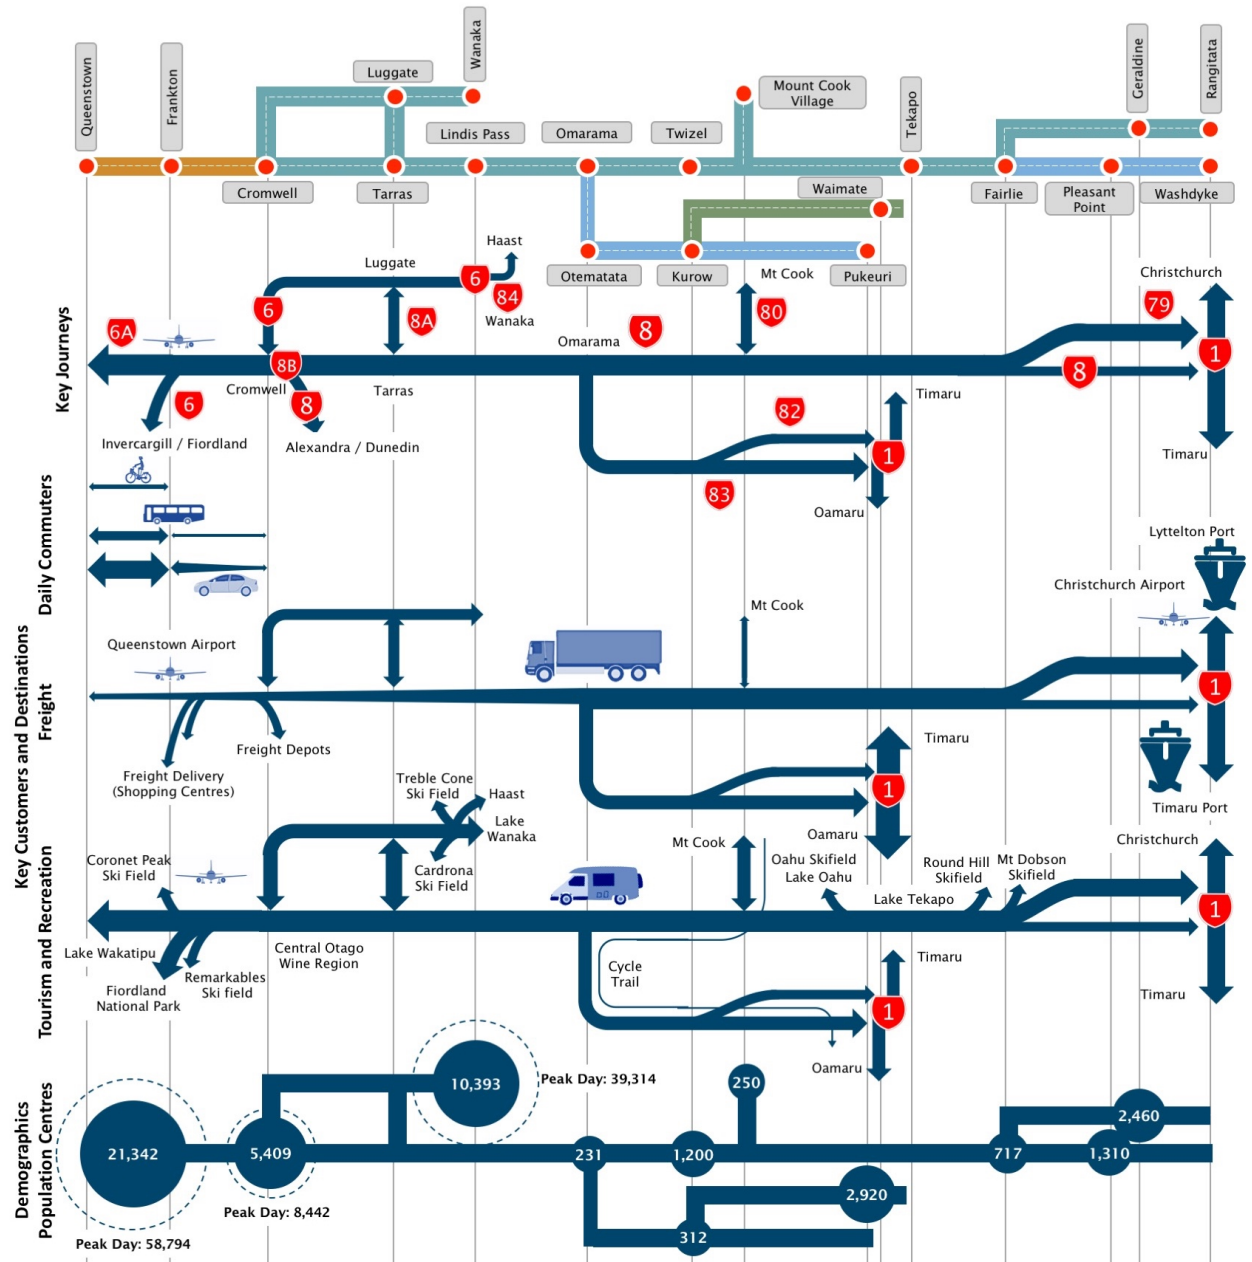 Queenstown
Frankton
Luggate
Wanaka
Lindis Pass
Omarama
Twizel
Mount Cook
Village
Tekapo
Geraldine
Rangitata
Cromwell
Tarras
Waimate
Fairlie
Pleasant
Point
Washdyke
Otematata
Kurow
Pukeuri
Key Customers and Destinations
Key Journeys
Haast
Luggate
6
84
Wanaka
6
8A
Mt Cook
80
Christchurch
79
6A
Omarama
8
8B
1
8
Cromwell
Tarras
6
8
Timaru
82
Invercargill / Fiordland
Alexandra / Dunedin
1
Timaru
83
Oamaru
Daily Commuters
Lyttelton Port
Christchurch Airport
Freight
Mt Cook
Queenstown Airport
1
Freight Depots
Timaru
Freight Delivery
(Shopping Centres)
1
Timaru Port
Oamaru
Tourism and Recreation
Treble Cone
Ski Field
Haast
Lake
Wanaka
Cardrona
Ski Field
Coronet Peak
Ski Field
Mt Cook
Oahu Skifield
Lake Oahu
Round Hill
Skifield
Mt Dobson
Skifield
Christchurch
Lake Tekapo
1
Lake Wakatipu
Central Otago
Wine Region
Fiordland
National Park
Remarkables
Ski field
Cycle
Trail
Timaru
1
Timaru
Oamaru
Demographics
Population Centres
10,393
Peak Day: 39,314
250
2,460
21,342
5,409
231
1,200
717
1,310
2,920
Peak Day: 8,442
312
Peak Day: 58,794